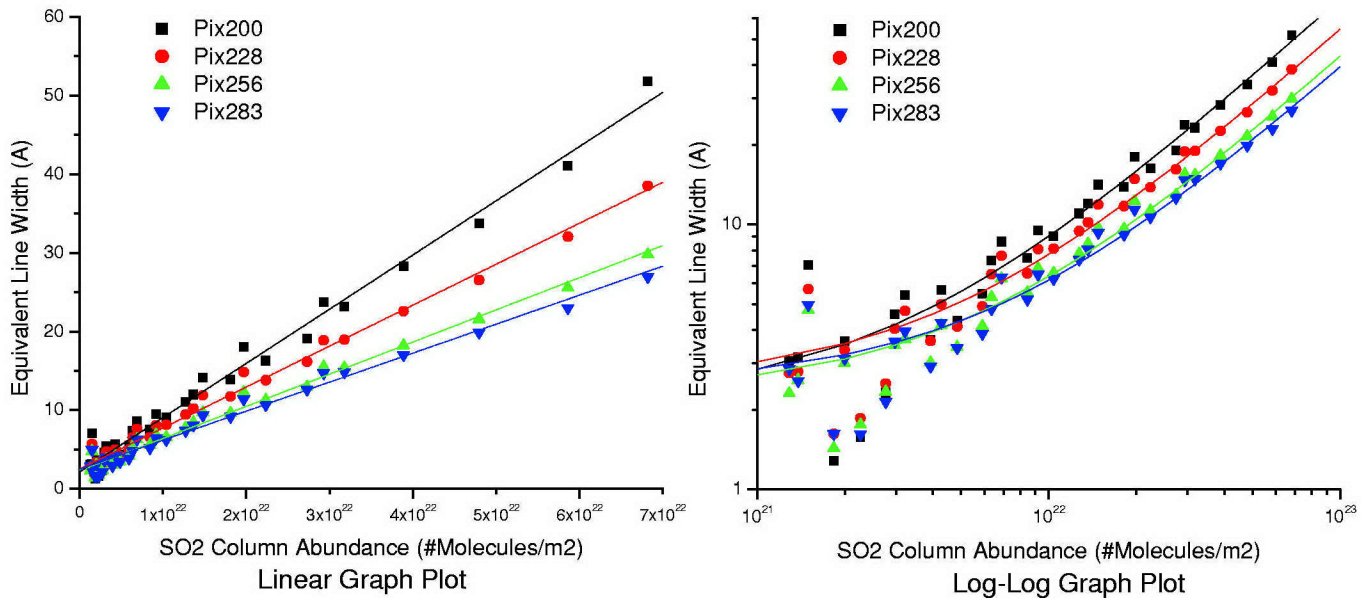 60
50
40
30
20
10
0
Equivalent Line Width (A)
Pix200
Pix228
Pix256
Pix283
0
1x10²²
2x10²²
3x10²²
4x10²²
5x10²²
6x10²²
7x10²²
SO2 Column Abundance (#Molecules/m2)
Linear Graph Plot
10
1
Equivalent Line Width (A)
Pix200
Pix228
Pix256
Pix283
10²¹
10²²
10²³
SO2 Column Abundance (#Molecules/m2)
Log-Log Graph Plot